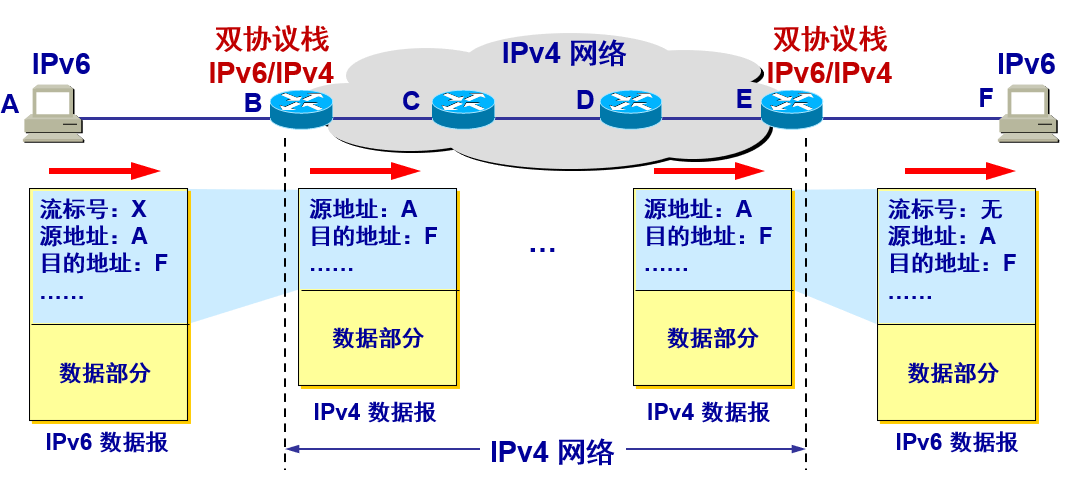 双协议栈
IPv6/IPv4
IPv4 网络
双协议栈
IPv6/IPv4
IPv6
IPv6
A
B
C
D
E
F
流标号：X
源地址：A
目的地址：F
……
数据部分
IPv6 数据报
源地址：A
目的地址：F
……
数据部分
IPv4 数据报
…
源地址：A
目的地址：F
……
数据部分
IPv4 数据报
流标号：无
源地址：A
目的地址：F
……
数据部分
IPv6 数据报
IPv4 网络